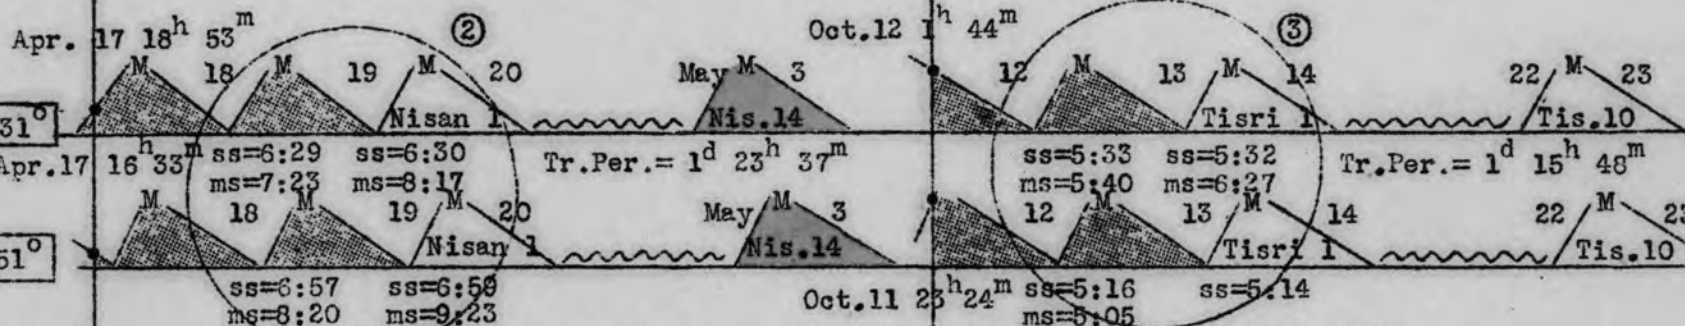 Apr. 17 18h 53m ② Oct.12 1h 44m ③
M 18 M 19 M 20 May M 3 12 M 13 M 14 22 M 23
31° Nisan 1 Nis.14 Tisri 1 Tis.10
Apr.17 16h 33m ss=6:29 ss=6:30 Tr.Per.= 1d 23h 37m ss=5:33 ss=5:32 Tr.Per.= 1d 15h 48m
ms=7:23 ms=8:17 ms=5:40 ms=6:27
M 18 M 19 M 20 May M 3 12 M 13 M 14 22 M 23
51° Nisan 1 Nis.14 Tisri 1 Tis.10
ss=6:57 ss=6:59 Oct.11 23h24m ss=5:16 ss=5:14
ms=8:20 ms=9:23 ms=5:05